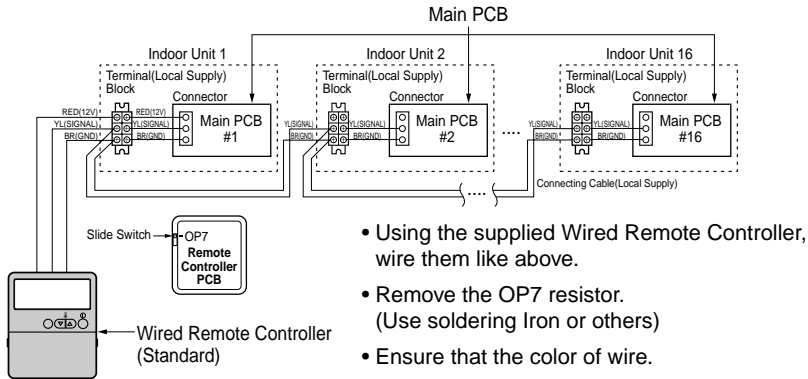 Main PCB
Indoor Unit 1
Indoor Unit 2
Indoor Unit 16
Terminal(Local Supply)
Block
Connector
RED(12V)
YL(SIGNAL)
BR(GND)
RED(12V)
YL(SIGNAL)
BR(GND)
Main PCB
#1
Terminal(Local Supply)
Block
Connector
YL(SIGNAL)
BR(GND)
YL(SIGNAL)
BR(GND)
Main PCB
#2
....
Terminal(Local Supply)
Block
Connector
YL(SIGNAL)
BR(GND)
YL(SIGNAL)
BR(GND)
Main PCB
#16
....
Connecting Cable(Local Supply)
Slide Switch
OP7
Remote
Controller
PCB
Wired Remote Controller
(Standard)
• Using the supplied Wired Remote Controller,
wire them like above.
• Remove the OP7 resistor.
(Use soldering Iron or others)
• Ensure that the color of wire.